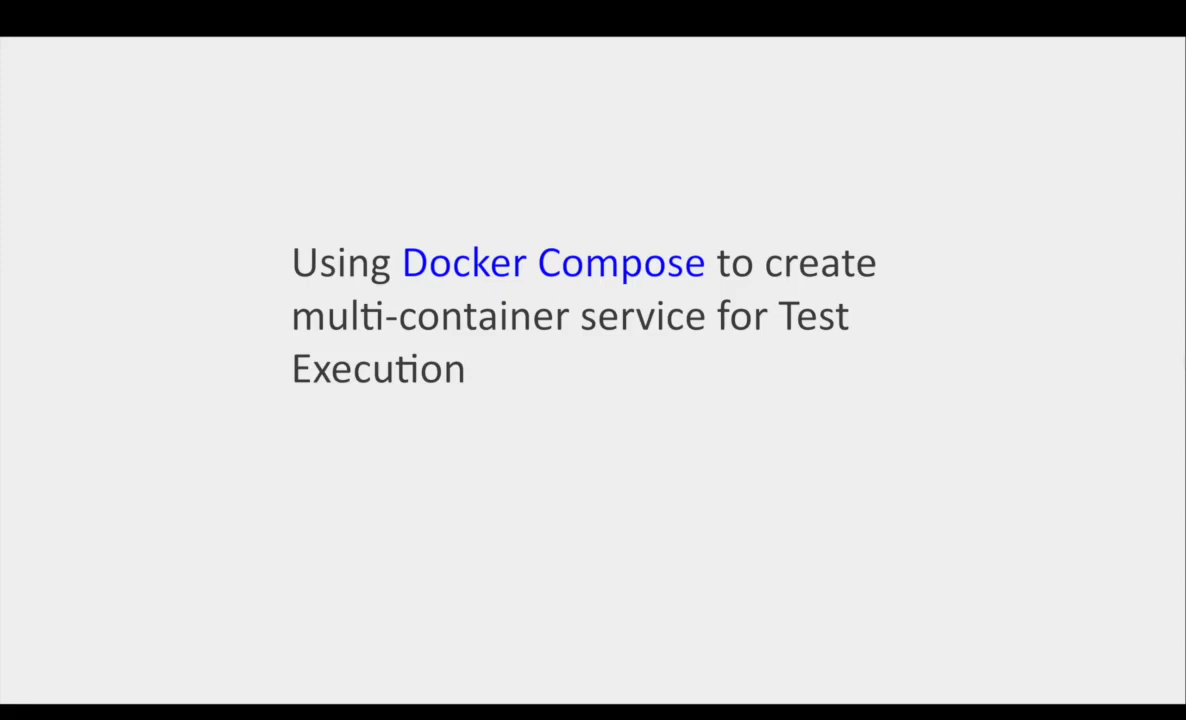 Using Docker Compose to create
multi-container service for Test
Execution